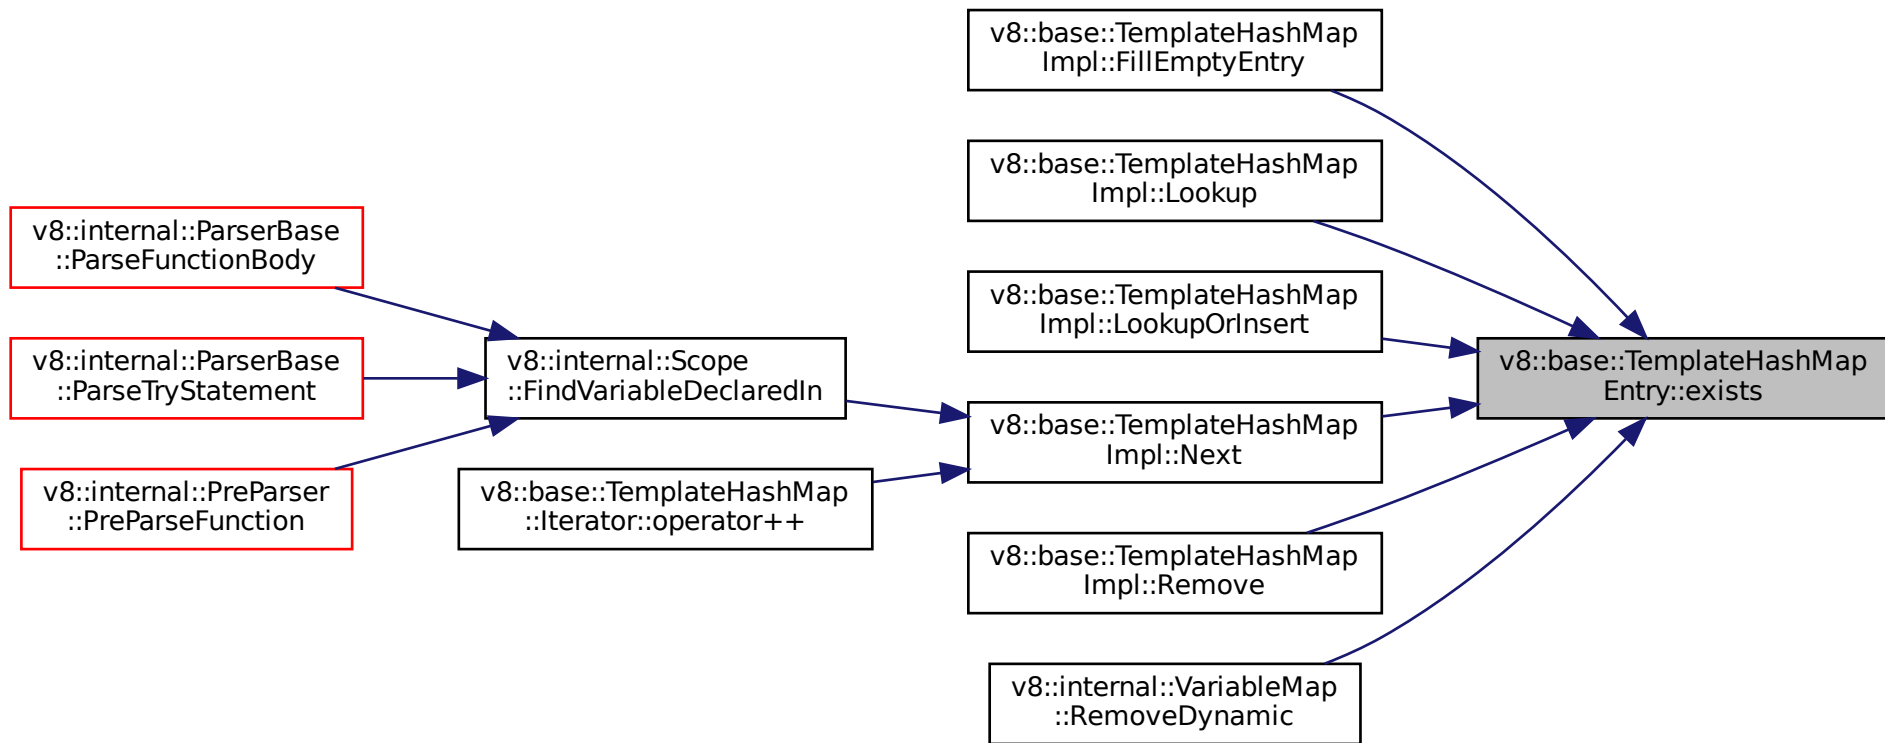 v8::base::TemplateHashMap
Impl::FillEmptyEntry
v8::base::TemplateHashMap
Impl::Lookup
v8::internal::ParserBase
::ParseFunctionBody
v8::base::TemplateHashMap
Impl::LookupOrInsert
v8::internal::ParserBase
::ParseTryStatement
v8::internal::Scope
::FindVariableDeclaredIn
v8::base::TemplateHashMap
Entry::exists
v8::base::TemplateHashMap
Impl::Next
v8::internal::PreParser
::PreParseFunction
v8::base::TemplateHashMap
::Iterator::operator++
v8::base::TemplateHashMap
Impl::Remove
v8::internal::VariableMap
::RemoveDynamic